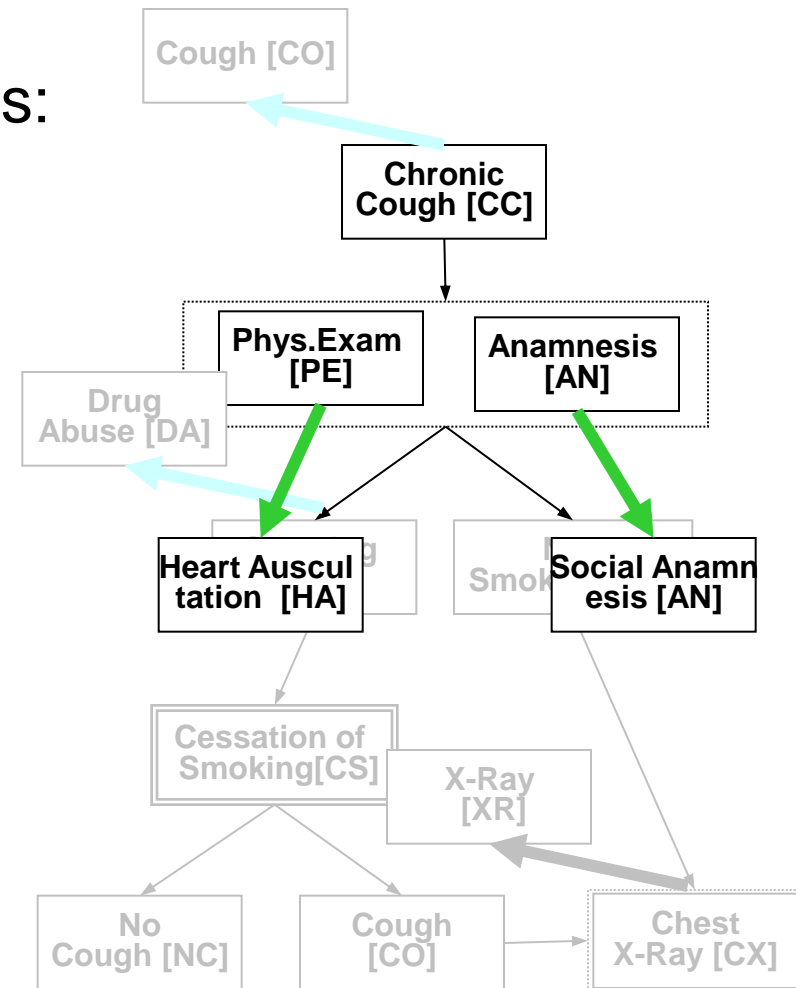 Cough [CO]
s:
Chronic
Cough [CC]
Phys.Exam
[PE]
Anamnesis
[AN]
Drug
Abuse [DA]
Heart Auscul
tation [HA]
Smok
Social Anamn
esis [AN]
Cessation of
Smoking[CS]
X-Ray
[XR]
No
Cough [NC]
Cough
[CO]
Chest
X-Ray [CX]